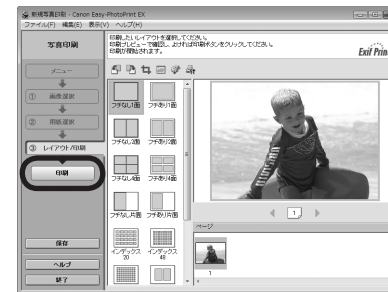 新規写真印刷 - Canon Easy-PhotoPrint EX
ファイル(F) 編集(E) 表示(V) ヘルプ(H)
写真印刷
印刷したいレイアウトを選択してください。
印刷プレビューで確認し、よければ印刷ボタンをクリックしてください。
印刷が開始されます。
Exif Prin
メニュー
① 画像選択
② 用紙選択
③ レイアウト/印刷
印刷
保存
ヘルプ
終了
フチなし1面 フチあり1面
フチなし2面 フチあり2面
フチなし4面 フチあり4面
フチなし片面 フチあり片面
インデックス 20 インデックス 48
1
ページ
1